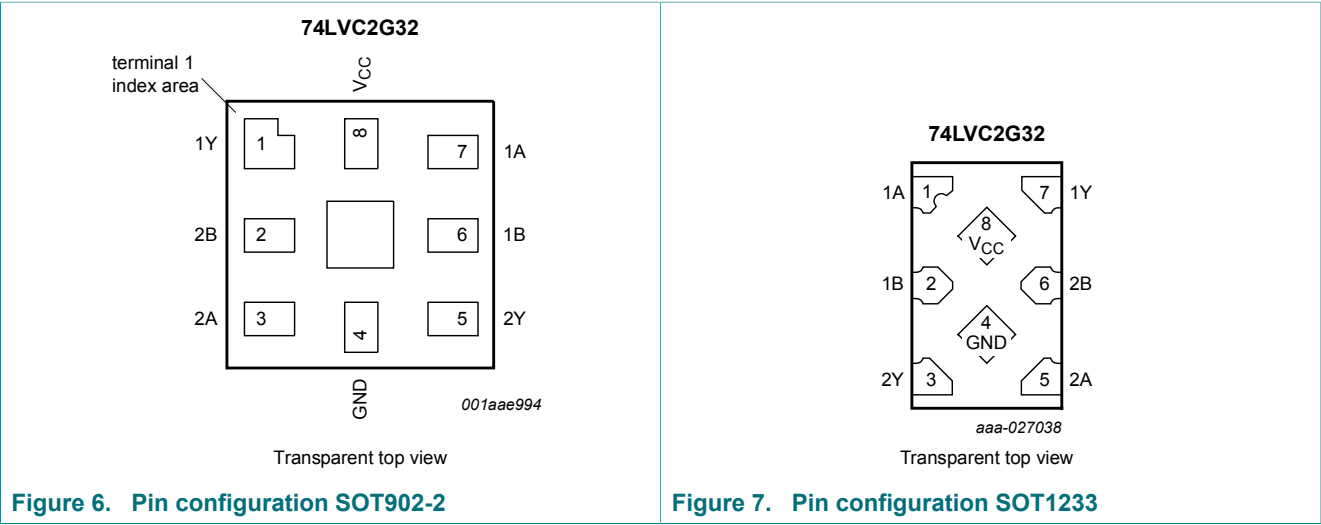 74LVC2G32
terminal 1
index area
VCC
1Y 1 8 7 1A
2B 2 6 1B
2A 3 4 5 2Y
GND
001aae994
Transparent top view
Figure 6. Pin configuration SOT902-2
74LVC2G32
1A 1 7 1Y
8
VCC
1B 2 6 2B
4
GND
2Y 3 5 2A
aaa-027038
Transparent top view
Figure 7. Pin configuration SOT1233